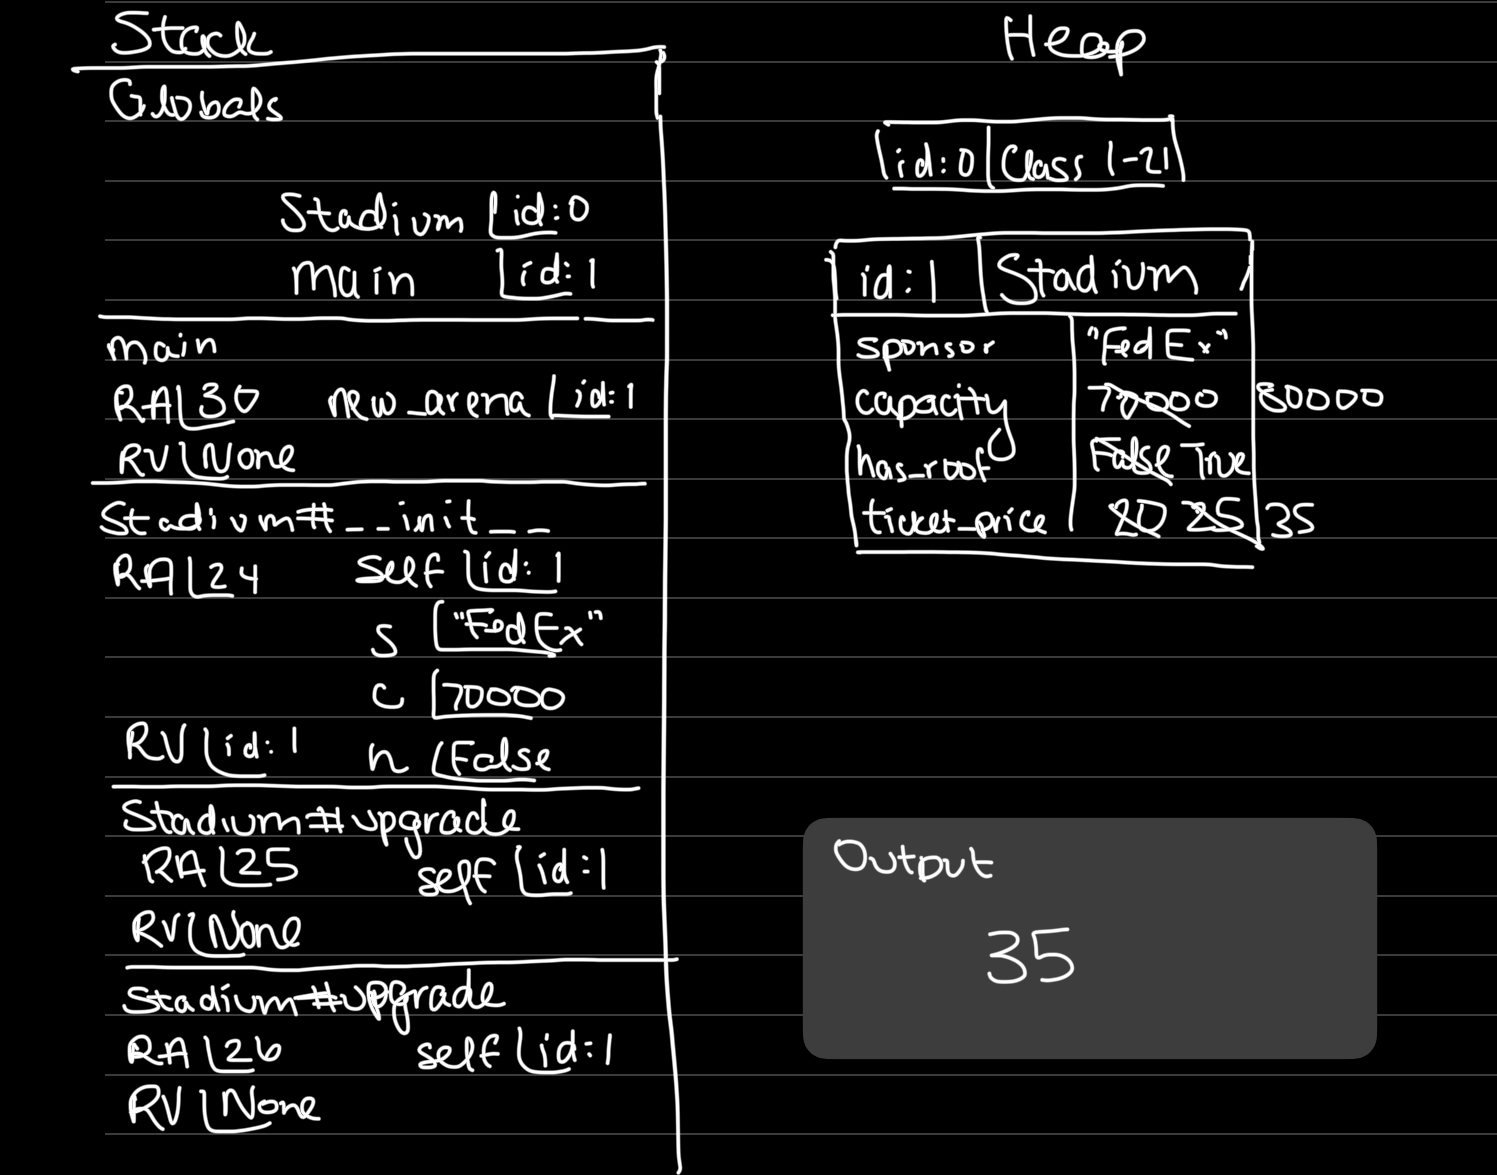 Stack
Globals
Stadium id:0
main id:1
main
RA 30 new_arena id:1
RV None
Stadium#__init__
RA 24 self id:1
s "FedEx"
c 70000
RV id:1 h False
Stadium#upgrade
RA 25 self id:1
RV None
Stadium#upgrade
RA 26 self id:1
RV None
Heap
id:0 Class 1-21
id:1 Stadium
sponsor "FedEx"
capacity 70000 80000
has_roof False True
ticket_price 20 25 35
Output
35